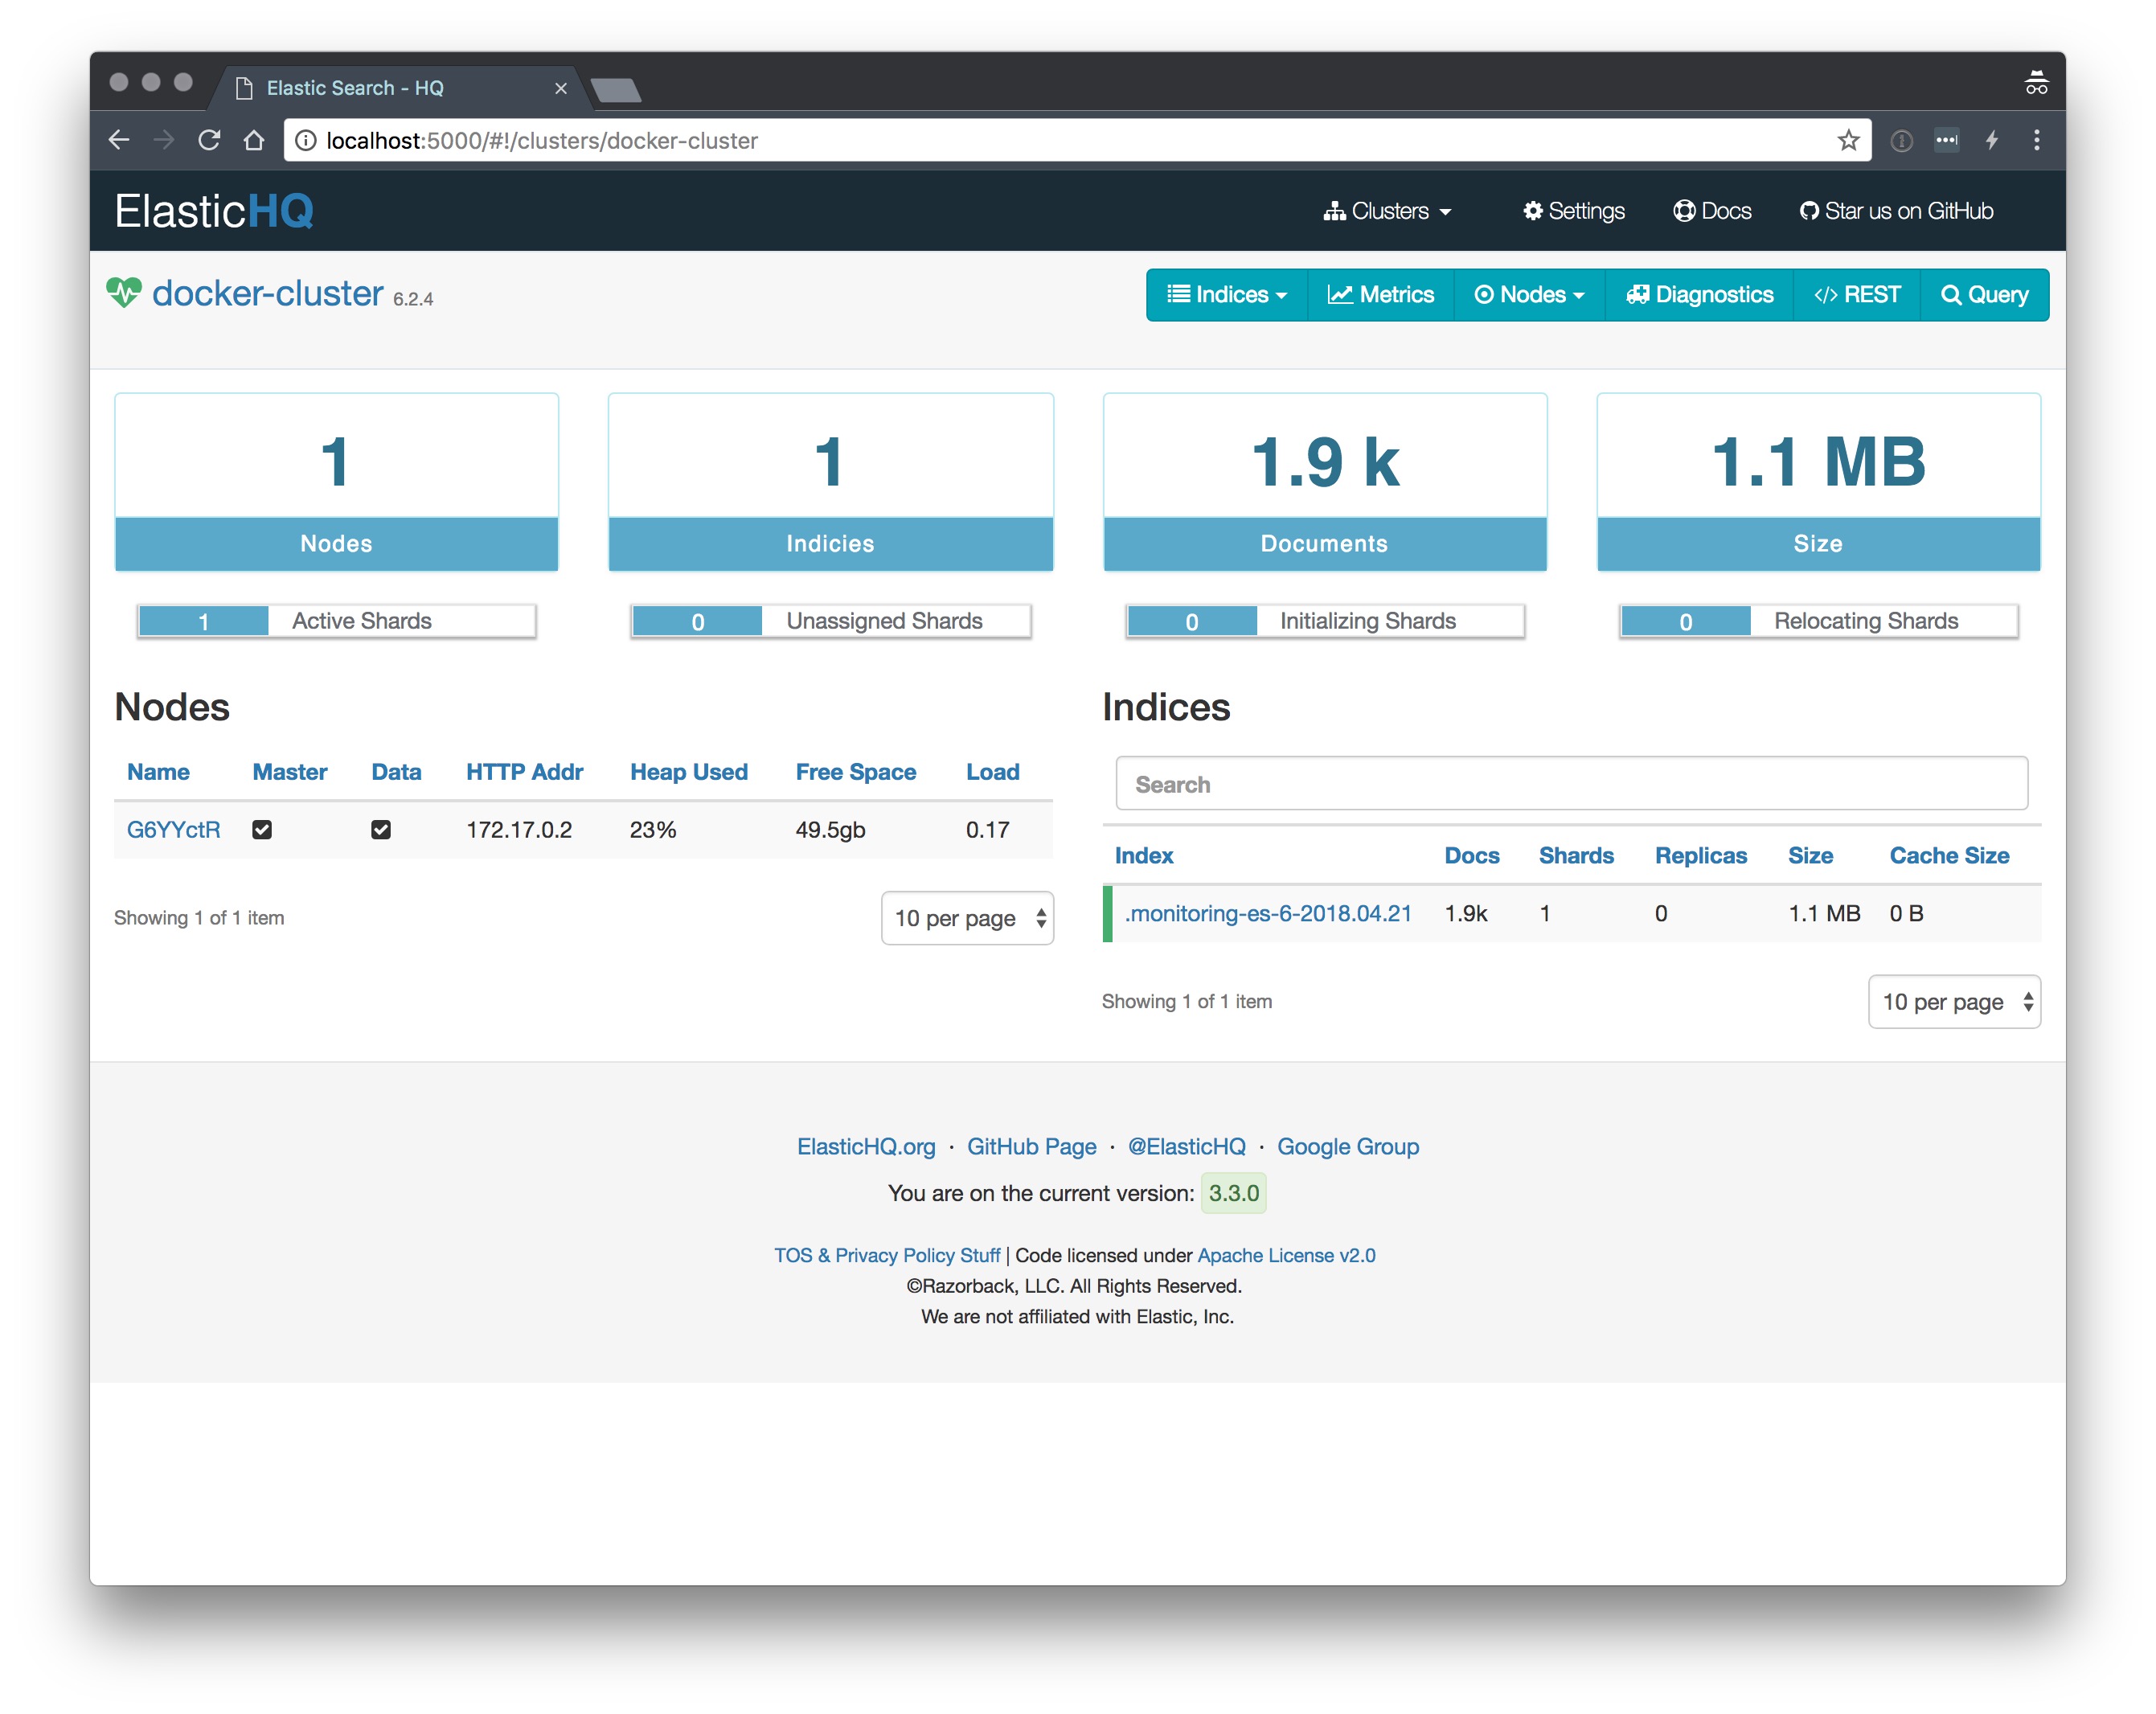 Elastic Search - HQ
localhost:5000/#!/clusters/docker-cluster
ElasticHQ
Clusters
Settings
Docs
Star us on GitHub
docker-cluster 6.2.4
Indices
Metrics
Nodes
Diagnostics
</> REST
Query
1
Nodes
1
Indicies
1.9 k
Documents
1.1 MB
Size
1 Active Shards
0 Unassigned Shards
0 Initializing Shards
0 Relocating Shards
Nodes
Name Master Data HTTP Addr Heap Used Free Space Load
G6YYctR 172.17.0.2 23% 49.5gb 0.17
Showing 1 of 1 item
10 per page
Indices
Search
Index Docs Shards Replicas Size Cache Size
.monitoring-es-6-2018.04.21 1.9k 1 0 1.1 MB 0 B
Showing 1 of 1 item
10 per page
ElasticHQ.org · GitHub Page · @ElasticHQ · Google Group
You are on the current version: 3.3.0
TOS & Privacy Policy Stuff | Code licensed under Apache License v2.0
©Razorback, LLC. All Rights Reserved.
We are not affiliated with Elastic, Inc.